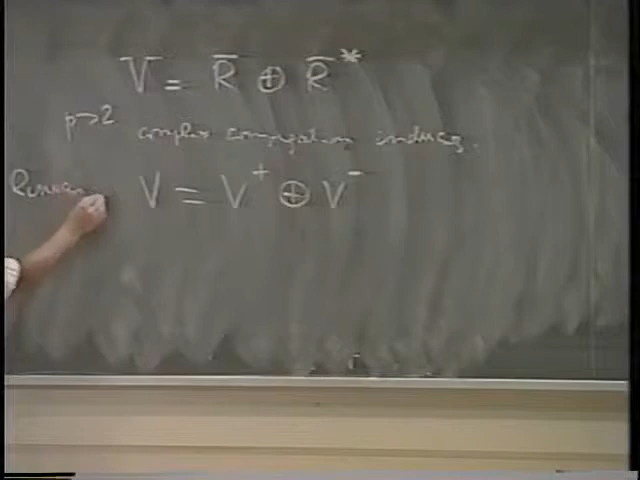 V = R̄ ⊕ R̄*
p>2 complex conjugation induces
V = V⁺ ⊕ V⁻